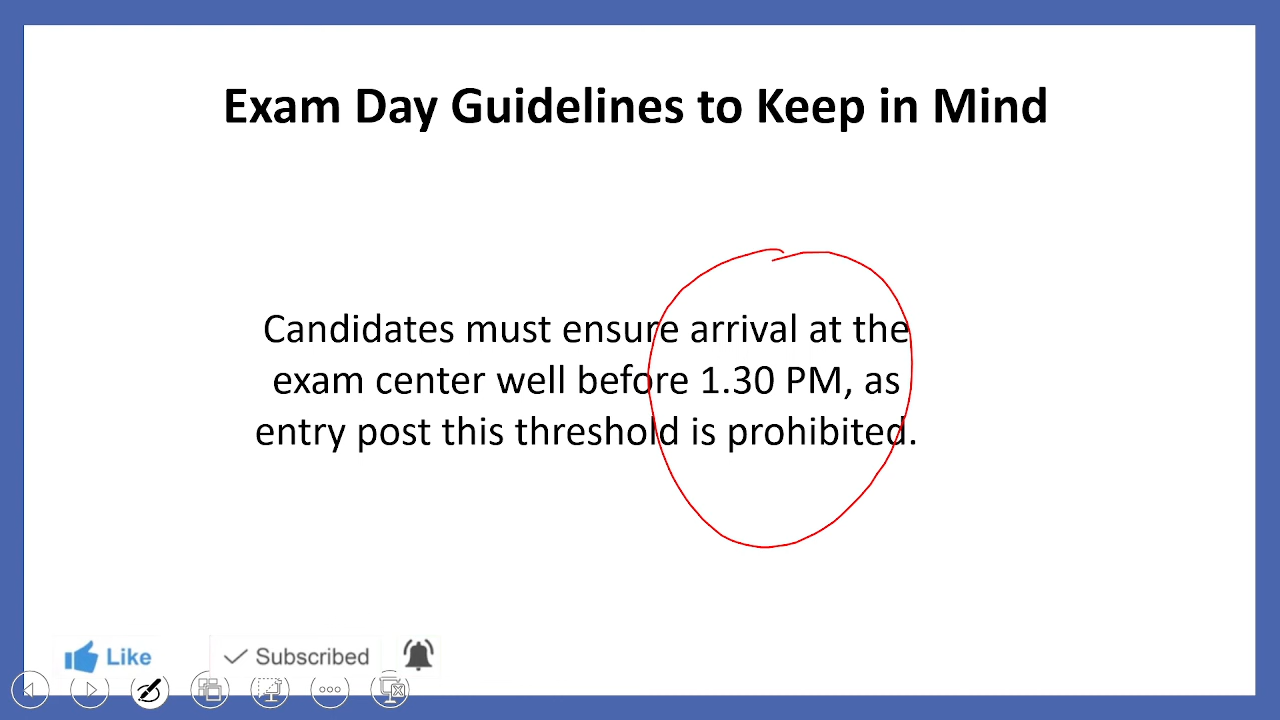 Exam Day Guidelines to Keep in Mind
Candidates must ensure arrival at the
exam center well before 1.30 PM, as
entry post this threshold is prohibited.
Like
Subscribed